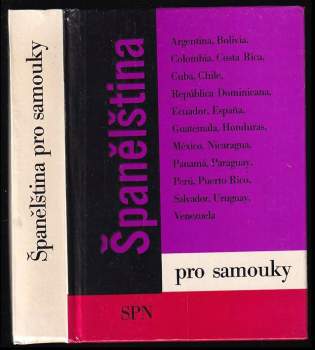 Španělština pro samouky
Španělština
Argentina, Bolivia,
Colombia, Costa Rica,
Cuba, Chile,
República Dominicana,
Ecuador, España,
Guatemala, Honduras,
México, Nicaragua,
Panamá, Paraguay,
Perú, Puerto Rico,
Salvador, Uruguay,
Venezuela
pro samouky
SPN